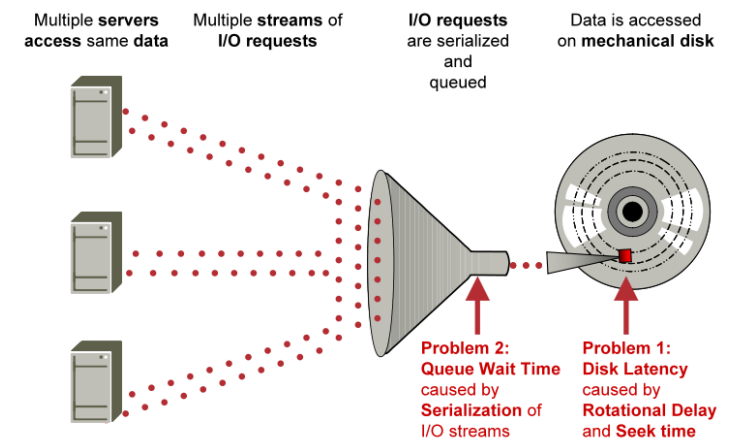 Multiple servers
access same data
Multiple streams of
I/O requests
I/O requests
are serialized
and
queued
Data is accessed
on mechanical disk
Problem 2:
Queue Wait Time
caused by
Serialization of
I/O streams
Problem 1:
Disk Latency
caused by
Rotational Delay
and Seek time